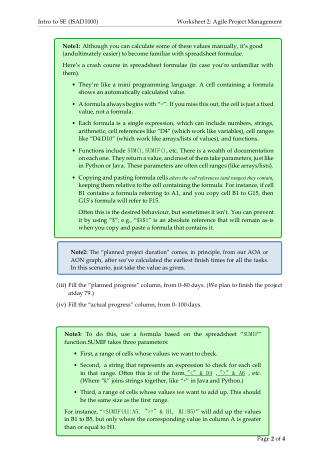 Intro to SE (ISAD1000)
Worksheet 2: Agile Project Management
Note1: Although you can calculate some of these values manually, it's good
(andultimately easier) to become familiar with spreadsheet formulae.
Here's a crash course in spreadsheet formulae (in case you're unfamiliar with
them).
• They're like a mini programming language. A cell containing a formula
shows an automatically calculated value.
• A formula always begins with "=". If you miss this out, the cell is just a fixed
value, not a formula.
• Each formula is a single expression, which can include numbers, strings,
arithmetic, cell references like "D4" (which work like variables), cell ranges
like "D4:D10" (which work like arrays/lists of values); and functions.
• Functions include SUM(), SUMIF(), etc. There is a wealth of documentation
on each one. They return a value, and most of them take parameters, just like
in Python or Java. These parameters are often cell ranges (like arrays/lists).
• Copying and pasting formula cells alters the cell references (and ranges) they contain,
keeping them relative to the cell containing the formula. For instance, if cell
B1 contains a formula referring to A1, and you copy cell B1 to G15, then
G15's formula will refer to F15.
Often this is the desired behaviour, but sometimes it isn't. You can prevent
it by using "$"; e.g., "$B$1" is an absolute reference that will remain as-is
when you copy and paste a formula that contains it.
Note2: The "planned project duration" comes, in principle, from our AOA or
AON graph, after we've calculated the earliest finish times for all the tasks.
In this scenario, just take the value as given.
(iii) Fill the "planned progress" column, from 0–80 days. (We plan to finish the project
atday 79.)
(iv) Fill the "actual progress" column, from 0–100 days.
Note3: To do this, use a formula based on the spreadsheet "SUMIF"
function.SUMIF takes three parameters:
• First, a range of cells whose values we want to check.
• Second, a string that represents an expression to check for each cell
in that range. Often this is of the form "<" & D4, ">" & D4, etc.
(Where "&" joins strings together, like "+" in Java and Python.)
• Third, a range of cells whose values we want to add up. This should
be the same size as the first range.
For instance, "=SUMIF(A1:A5, ">=" & H1, B1:B5)" will add up the values
in B1 to B5, but only where the corresponding value in column A is greater
than or equal to H1.
Page 2 of 4